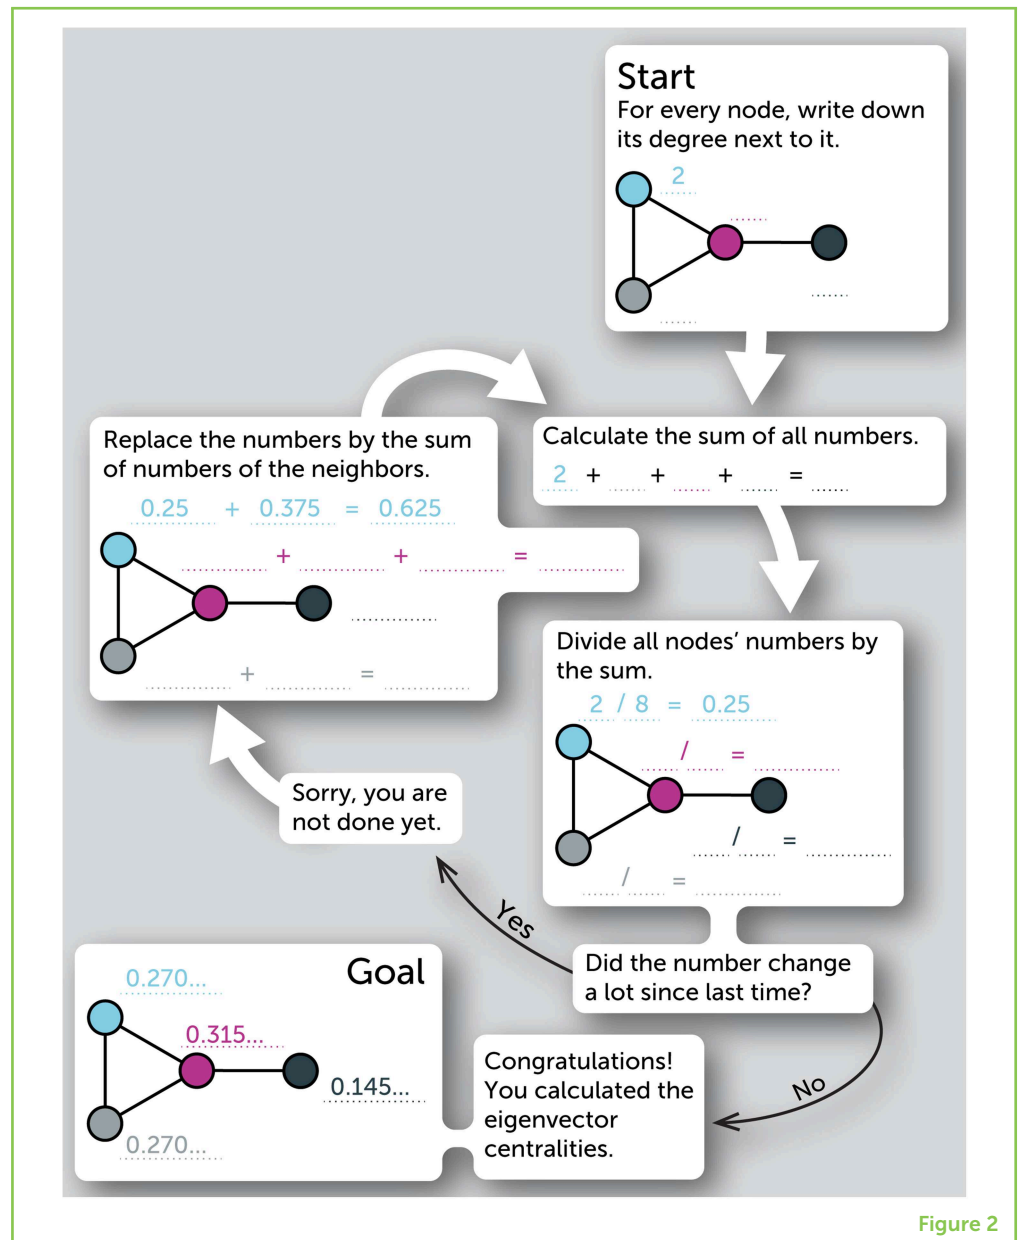 Start
For every node, write down
its degree next to it.
2
Calculate the sum of all numbers.
2 + + + =
Divide all nodes’ numbers by
the sum.
2 / 8 = 0.25
/ =
/ =
/ =
Did the number change
a lot since last time?
Yes
Sorry, you are
not done yet.
Replace the numbers by the sum
of numbers of the neighbors.
0.25 + 0.375 = 0.625
+ + =
+ =
No
Congratulations!
You calculated the
eigenvector
centralities.
Goal
0.270...
0.315...
0.145...
0.270...
Figure 2